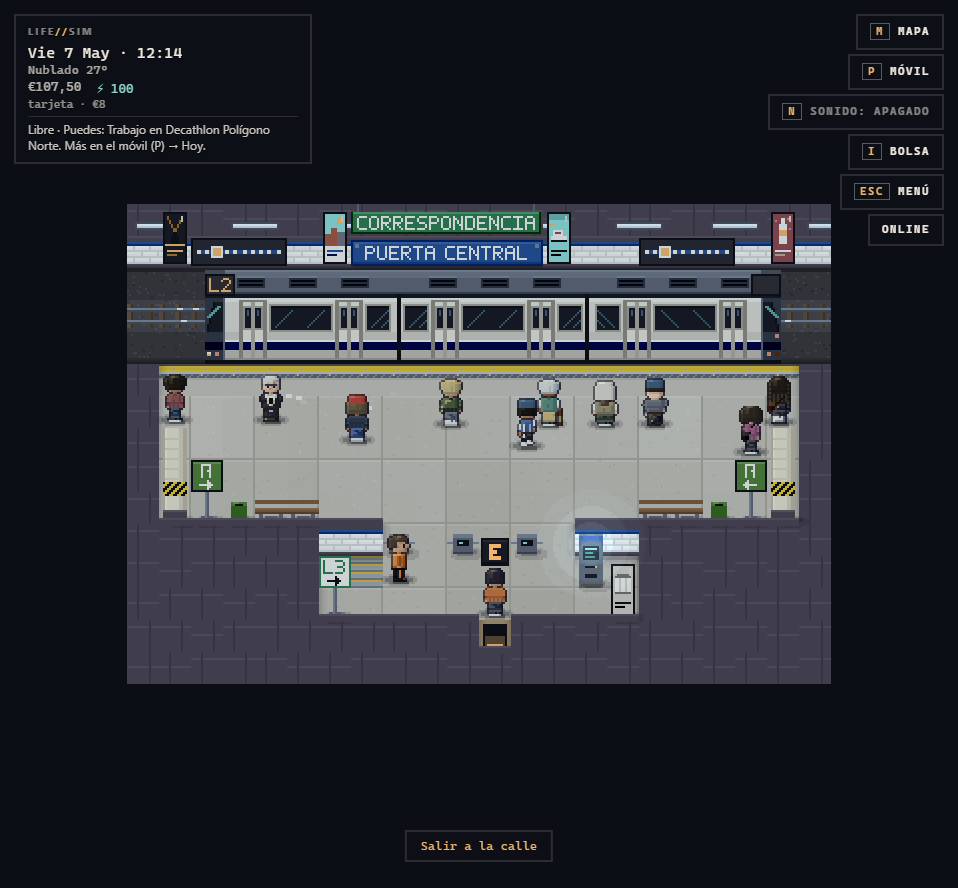 LIFE//SIM
Vie 7 May · 12:14
Nublado 27º
€107,50 ⚡ 100
tarjeta · €8
Libre · Puedes: Trabajo en Decathlon Polígono
Norte. Más en el móvil (P) → Hoy.
M MAPA
P MÓVIL
N SONIDO: APAGADO
I BOLSA
ESC MENÚ
ONLINE
CORRESPONDENCIA
PUERTA CENTRAL
L2
L3
E
Salir a la calle